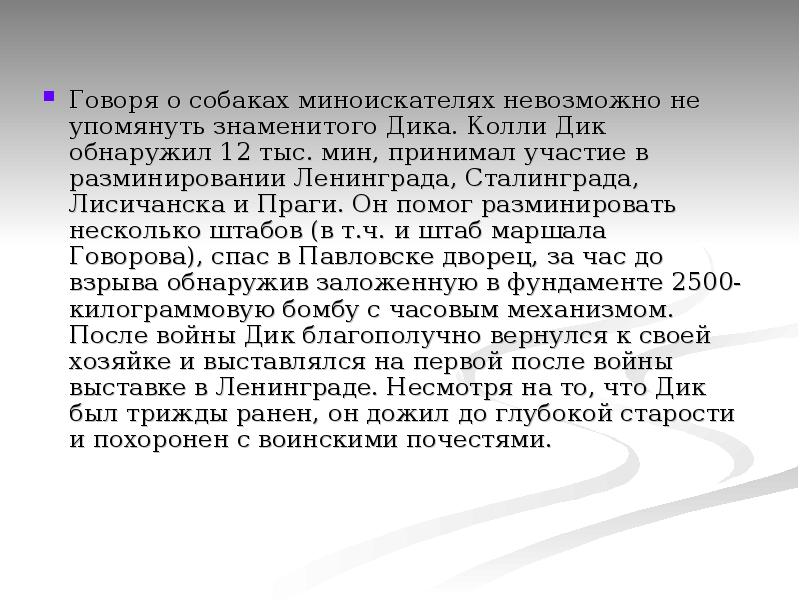 Говоря о собаках миноискателях невозможно не
упомянуть знаменитого Дика. Колли Дик
обнаружил 12 тыс. мин, принимал участие в
разминировании Ленинграда, Сталинграда,
Лисичанска и Праги. Он помог разминировать
несколько штабов (в т.ч. и штаб маршала
Говорова), спас в Павловске дворец, за час до
взрыва обнаружив заложенную в фундаменте 2500-
килограммовую бомбу с часовым механизмом.
После войны Дик благополучно вернулся к своей
хозяйке и выставлялся на первой после войны
выставке в Ленинграде. Несмотря на то, что Дик
был трижды ранен, он дожил до глубокой старости
и похоронен с воинскими почестями.